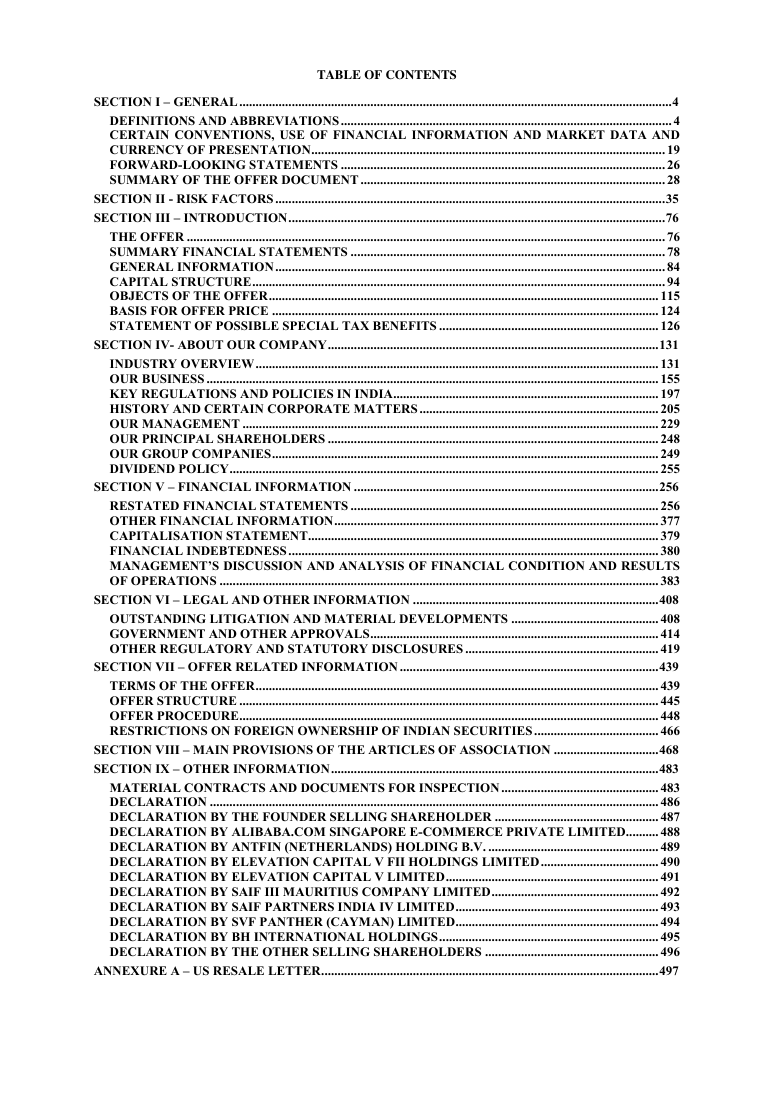 TABLE OF CONTENTS
SECTION I – GENERAL ..........4
DEFINITIONS AND ABBREVIATIONS .......... 4
CERTAIN CONVENTIONS, USE OF FINANCIAL INFORMATION AND MARKET DATA AND
CURRENCY OF PRESENTATION .......... 19
FORWARD-LOOKING STATEMENTS .......... 26
SUMMARY OF THE OFFER DOCUMENT .......... 28
SECTION II - RISK FACTORS ..........35
SECTION III – INTRODUCTION ..........76
THE OFFER .......... 76
SUMMARY FINANCIAL STATEMENTS .......... 78
GENERAL INFORMATION .......... 84
CAPITAL STRUCTURE .......... 94
OBJECTS OF THE OFFER .......... 115
BASIS FOR OFFER PRICE .......... 124
STATEMENT OF POSSIBLE SPECIAL TAX BENEFITS .......... 126
SECTION IV- ABOUT OUR COMPANY ..........131
INDUSTRY OVERVIEW .......... 131
OUR BUSINESS .......... 155
KEY REGULATIONS AND POLICIES IN INDIA .......... 197
HISTORY AND CERTAIN CORPORATE MATTERS .......... 205
OUR MANAGEMENT .......... 229
OUR PRINCIPAL SHAREHOLDERS .......... 248
OUR GROUP COMPANIES .......... 249
DIVIDEND POLICY .......... 255
SECTION V – FINANCIAL INFORMATION ..........256
RESTATED FINANCIAL STATEMENTS .......... 256
OTHER FINANCIAL INFORMATION .......... 377
CAPITALISATION STATEMENT .......... 379
FINANCIAL INDEBTEDNESS .......... 380
MANAGEMENT’S DISCUSSION AND ANALYSIS OF FINANCIAL CONDITION AND RESULTS
OF OPERATIONS .......... 383
SECTION VI – LEGAL AND OTHER INFORMATION ..........408
OUTSTANDING LITIGATION AND MATERIAL DEVELOPMENTS .......... 408
GOVERNMENT AND OTHER APPROVALS .......... 414
OTHER REGULATORY AND STATUTORY DISCLOSURES .......... 419
SECTION VII – OFFER RELATED INFORMATION ..........439
TERMS OF THE OFFER .......... 439
OFFER STRUCTURE .......... 445
OFFER PROCEDURE .......... 448
RESTRICTIONS ON FOREIGN OWNERSHIP OF INDIAN SECURITIES .......... 466
SECTION VIII – MAIN PROVISIONS OF THE ARTICLES OF ASSOCIATION ..........468
SECTION IX – OTHER INFORMATION ..........483
MATERIAL CONTRACTS AND DOCUMENTS FOR INSPECTION .......... 483
DECLARATION .......... 486
DECLARATION BY THE FOUNDER SELLING SHAREHOLDER .......... 487
DECLARATION BY ALIBABA.COM SINGAPORE E-COMMERCE PRIVATE LIMITED .......... 488
DECLARATION BY ANTFIN (NETHERLANDS) HOLDING B.V. .......... 489
DECLARATION BY ELEVATION CAPITAL V FII HOLDINGS LIMITED .......... 490
DECLARATION BY ELEVATION CAPITAL V LIMITED .......... 491
DECLARATION BY SAIF III MAURITIUS COMPANY LIMITED .......... 492
DECLARATION BY SAIF PARTNERS INDIA IV LIMITED .......... 493
DECLARATION BY SVF PANTHER (CAYMAN) LIMITED .......... 494
DECLARATION BY BH INTERNATIONAL HOLDINGS .......... 495
DECLARATION BY THE OTHER SELLING SHAREHOLDERS .......... 496
ANNEXURE A – US RESALE LETTER ..........497